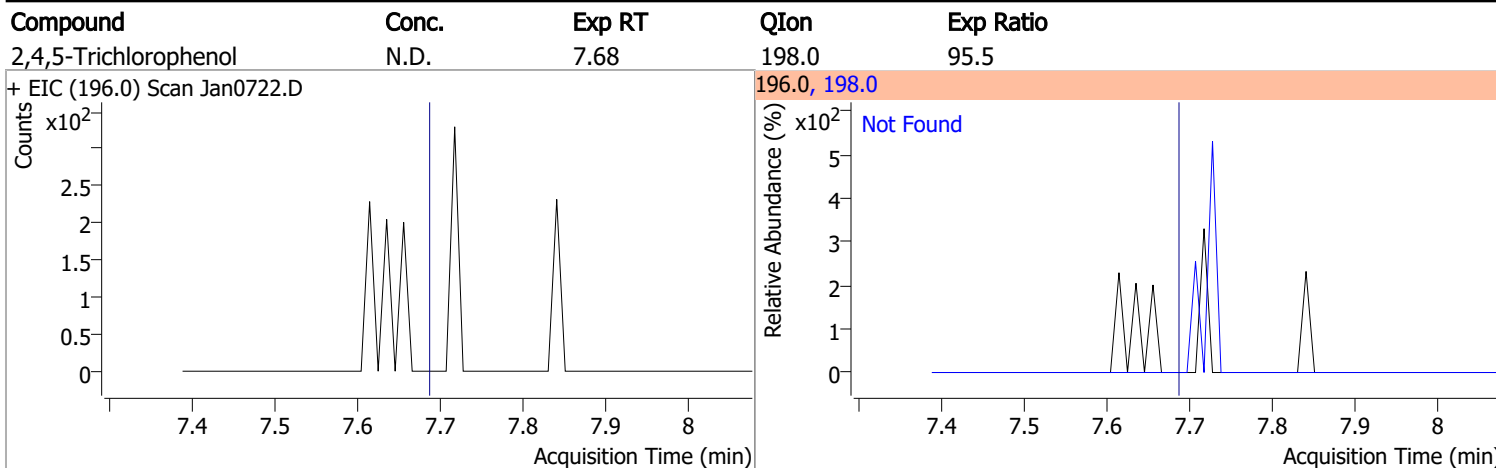 Compound Conc. Exp RT QIon Exp Ratio
2,4,5-Trichlorophenol N.D. 7.68 198.0 95.5
+ EIC (196.0) Scan Jan0722.D
Counts
x10²
2.5
2
1.5
1
0.5
0
7.4 7.5 7.6 7.7 7.8 7.9 8
Acquisition Time (min)
196.0, 198.0
Relative Abundance (%)
x10²
Not Found
5
4
3
2
1
0
7.4 7.5 7.6 7.7 7.8 7.9 8
Acquisition Time (min)